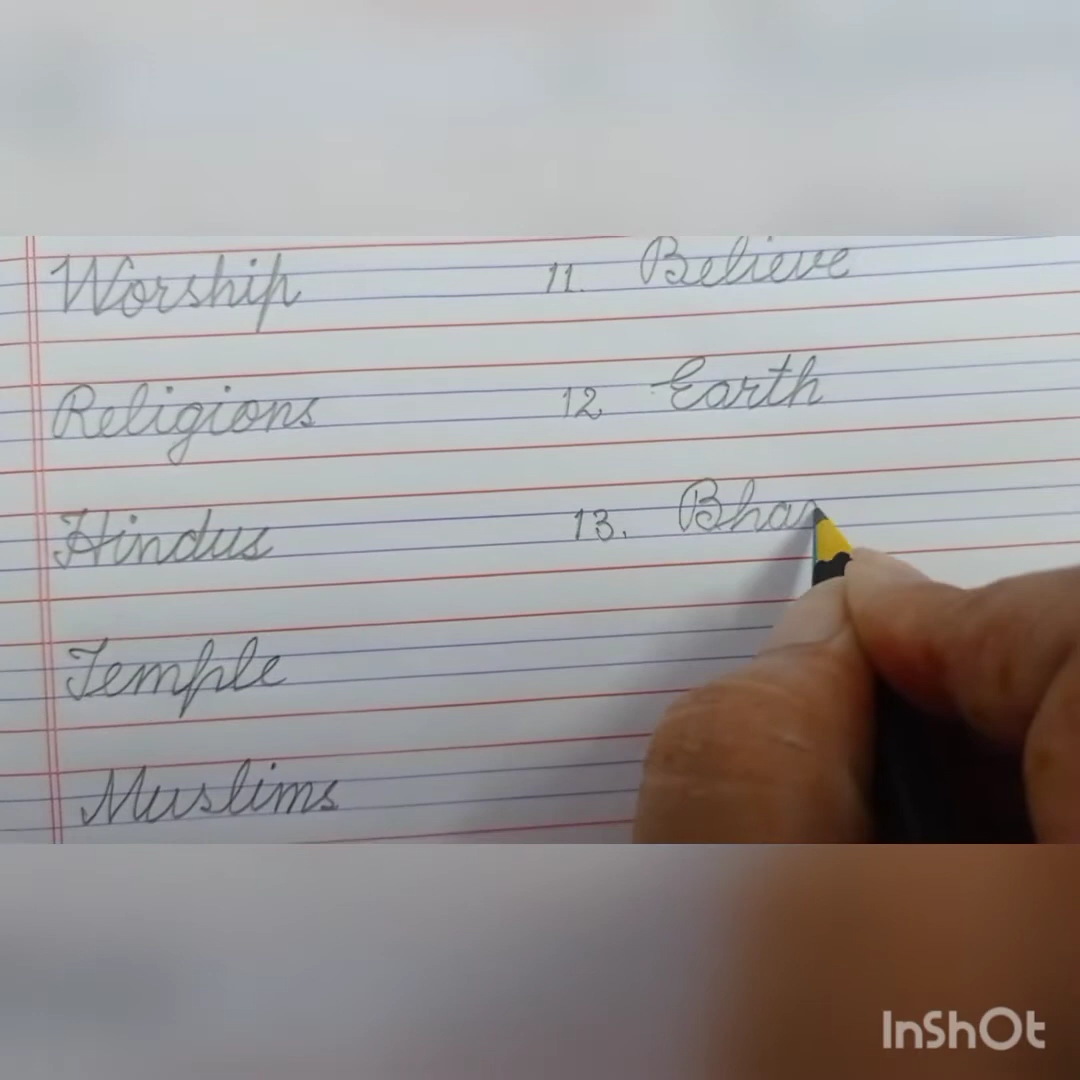 Worship 11. Believe
Religions 12. Earth
Hindus 13. Bha
Temple
Muslims
InShOt